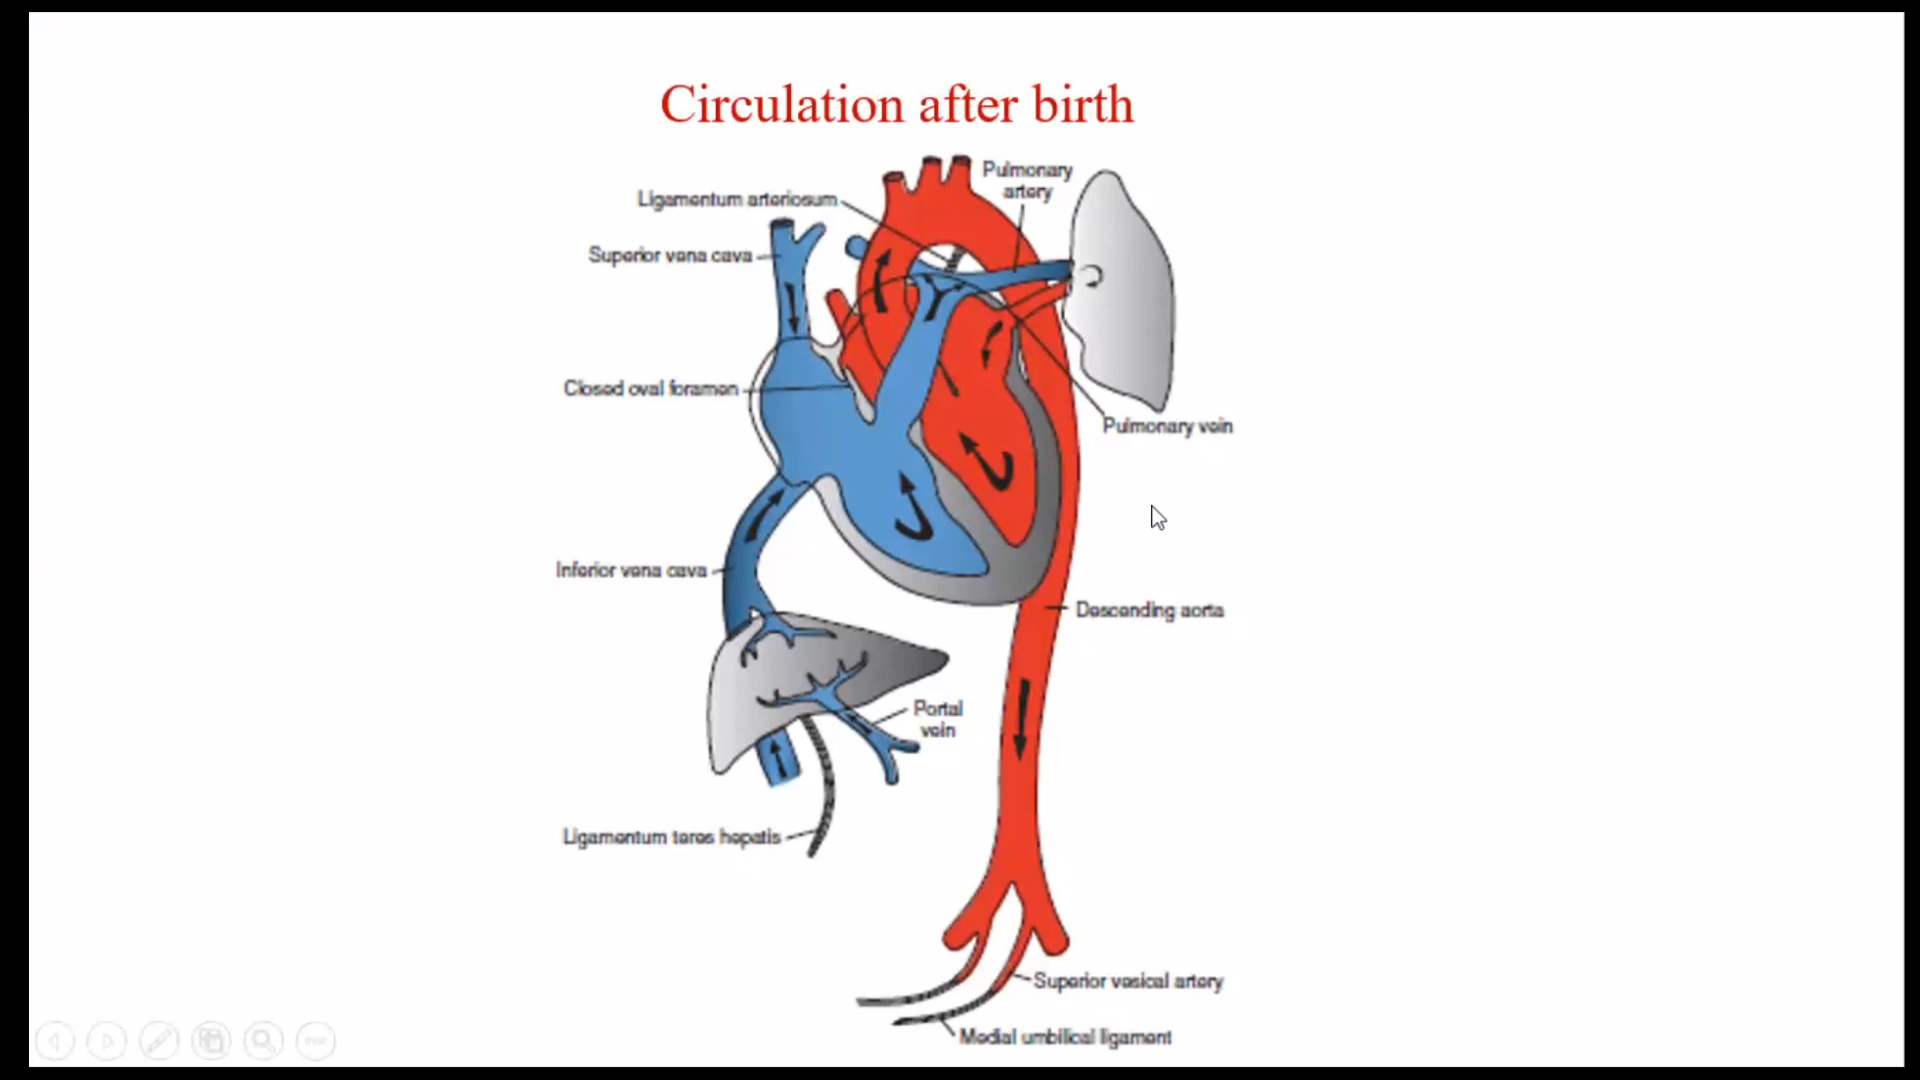 Circulation after birth
Pulmonary
artery
Ligamentum arteriosum
Superior vena cava
Closed oval foramen
Pulmonary vein
Inferior vena cava
Descending aorta
Portal
vein
Ligamentum teres hepatis
Superior vesical artery
Medial umbilical ligament